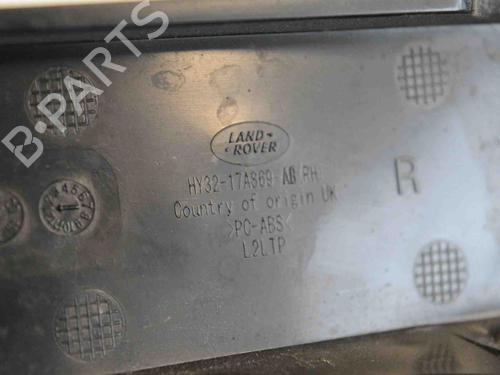 B-PARTS
LAND
ROVER
HY32-17A869-AB RH
R
Country of origin UK
>PC-ABS<
L2LTP